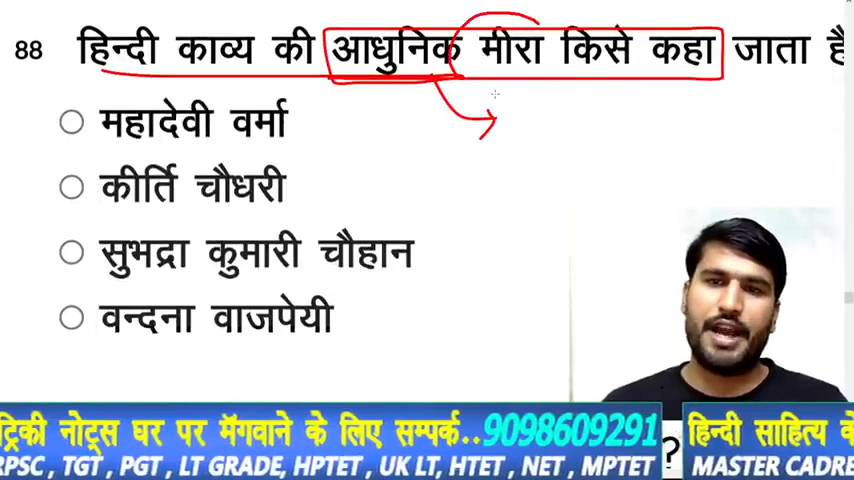 88 हिन्दी काव्य की आधुनिक मीरा किसे कहा जाता है
महादेवी वर्मा
कीर्ति चौधरी
सुभद्रा कुमारी चौहान
वन्दना वाजपेयी
ट्रिकी नोट्स घर पर मॅगवाने के लिए सम्पर्क..9098609291 हिन्दी साहित्य के
RPSC , TGT , PGT , LT GRADE, HPTET , UK LT, HTET , NET , MPTET ? MASTER CADRE